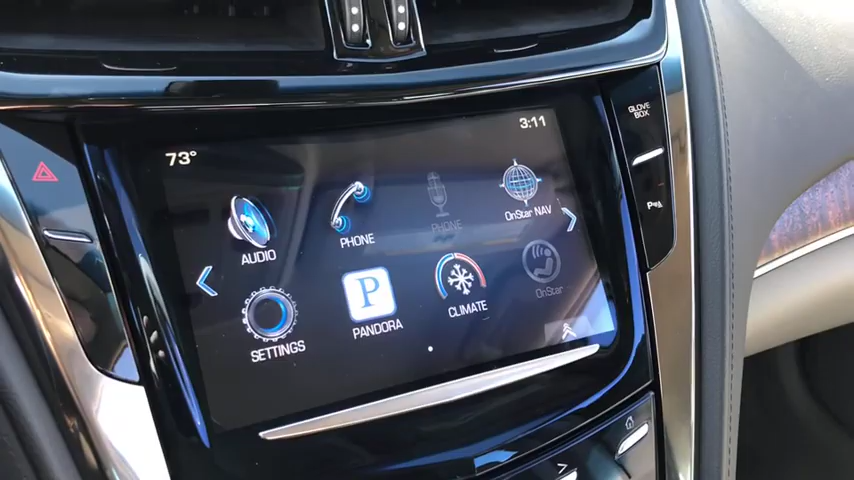 GLOVE
BOX
73°
3:11
AUDIO
PHONE
PHONE
OnStar NAV
SETTINGS
P
PANDORA
CLIMATE
OnStar